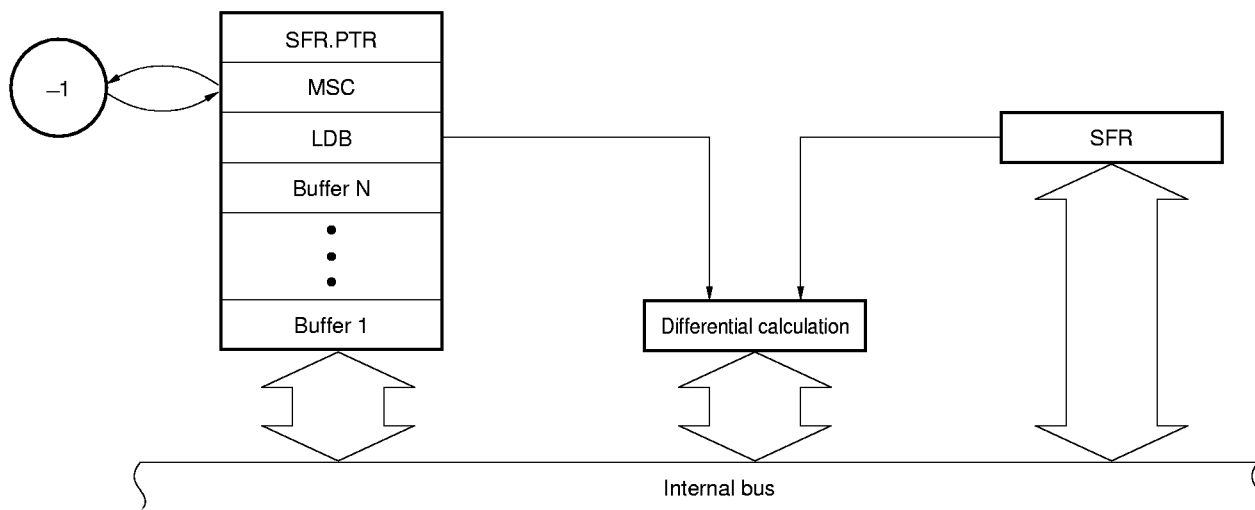 SFR.PTR
–1
MSC
LDB
SFR
Buffer N
Buffer 1
Differential calculation
Internal bus